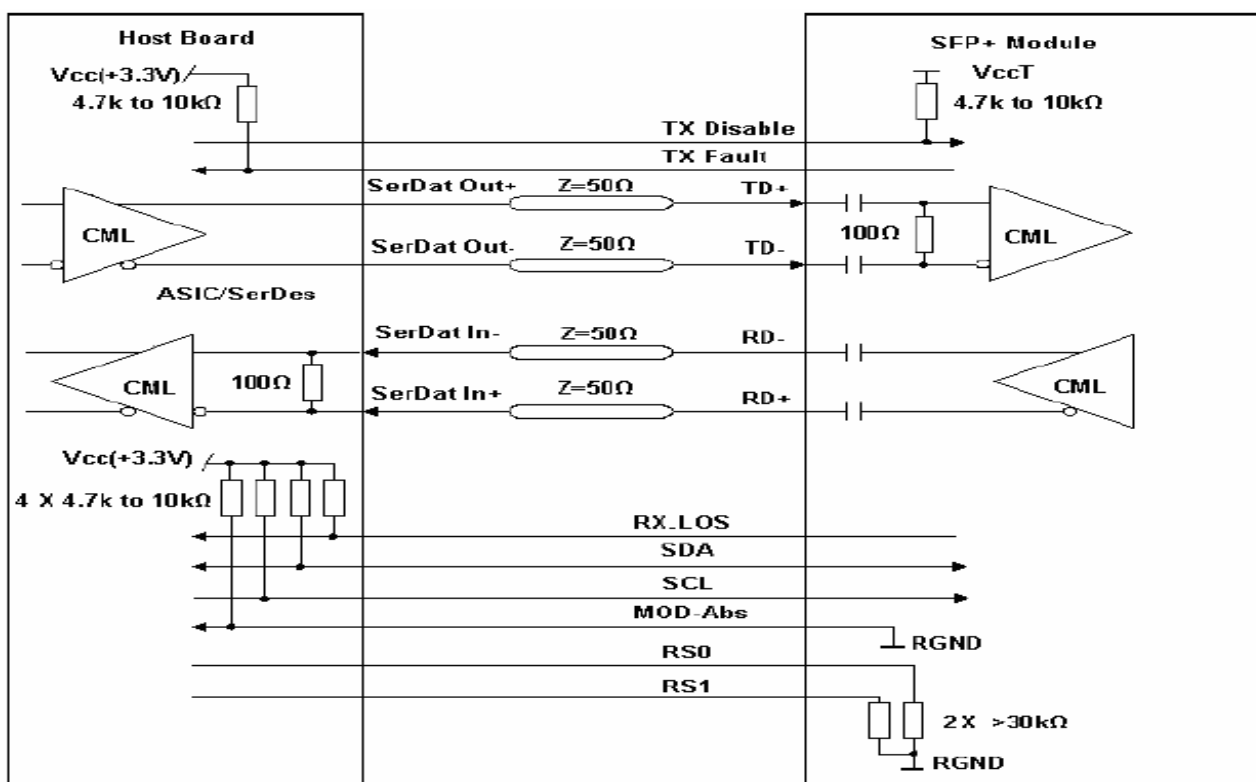 Host Board
SFP+ Module
Vcc(+3.3V)
4.7k to 10kΩ
VccT
4.7k to 10kΩ
TX Disable
TX Fault
SerDat Out+
Z=50Ω
TD+
CML
100Ω
CML
SerDat Out-
Z=50Ω
TD-
ASIC/SerDes
SerDat In-
Z=50Ω
RD-
CML
100Ω
CML
SerDat In+
Z=50Ω
RD+
Vcc(+3.3V)
4 X 4.7k to 10kΩ
RX-LOS
SDA
SCL
MOD-Abs
RGND
RS0
RS1
2X >30kΩ
RGND